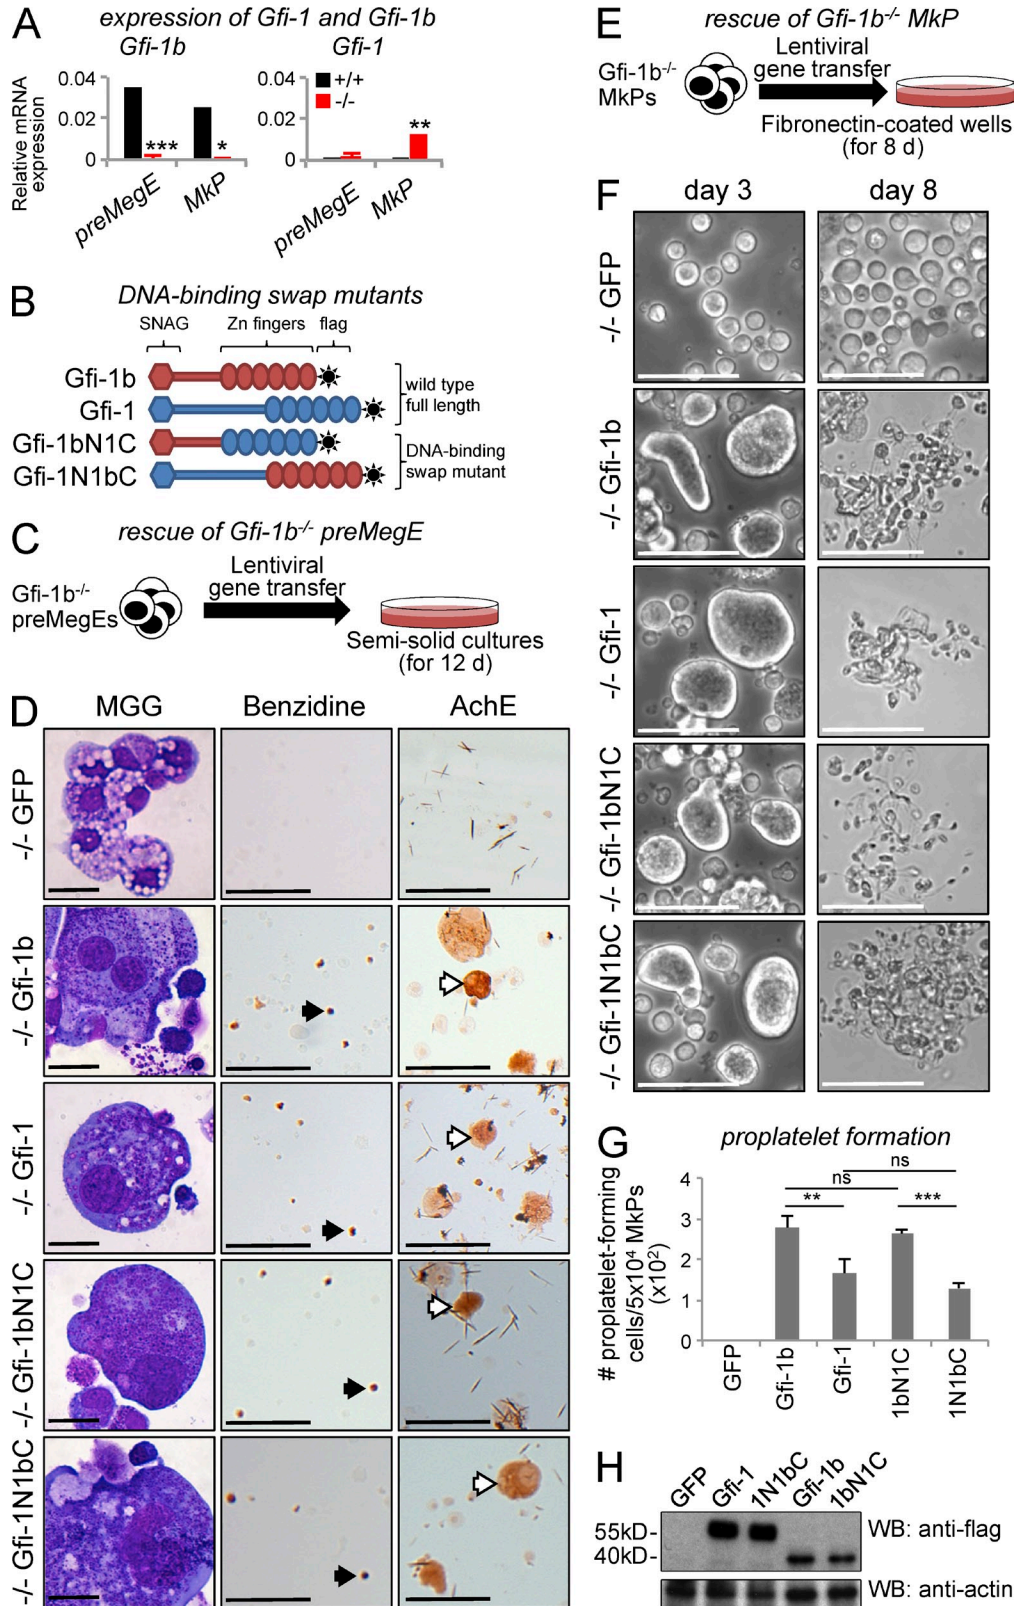 A
expression of Gfi-1 and Gfi-1b
Gfi-1b
Gfi-1
Relative mRNA
expression
0.04
0.02
0
***
*
preMegE
MkP
0.04
0.02
0
+/+
-/-
**
preMegE
MkP
B
DNA-binding swap mutants
SNAG
Zn fingers
flag
Gfi-1b
Gfi-1
Gfi-1bN1C
Gfi-1N1bC
wild type
full length
DNA-binding
swap mutant
C
rescue of Gfi-1b-/- preMegE
Gfi-1b-/-
preMegEs
Lentiviral
gene transfer
Semi-solid cultures
(for 12 d)
D
MGG
Benzidine
AchE
-/- GFP
-/- Gfi-1b
-/- Gfi-1
-/- Gfi-1bN1C
-/- Gfi-1N1bC
E
rescue of Gfi-1b-/- MkP
Gfi-1b-/-
MkPs
Lentiviral
gene transfer
Fibronectin-coated wells
(for 8 d)
F
day 3
day 8
-/- GFP
-/- Gfi-1b
-/- Gfi-1
-/- Gfi-1bN1C
-/- Gfi-1N1bC
G
proplatelet formation
# proplatelet-forming
cells/5x10⁴ MkPs
(x10²)
4
3
2
1
0
ns
ns
**
***
GFP
Gfi-1b
Gfi-1
1bN1C
1N1bC
H
GFP
Gfi-1
1N1bC
Gfi-1b
1bN1C
55kD-
40kD-
WB: anti-flag
WB: anti-actin